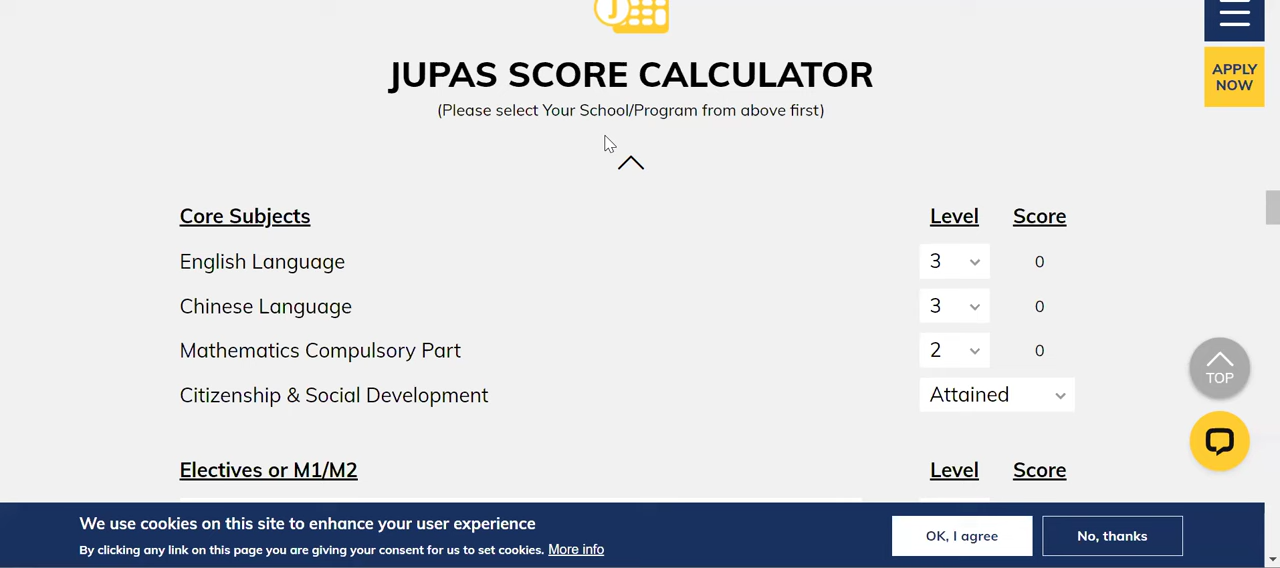 J
JUPAS SCORE CALCULATOR
(Please select Your School/Program from above first)
APPLY
NOW
Core Subjects Level Score
English Language 3 0
Chinese Language 3 0
Mathematics Compulsory Part 2 0
Citizenship & Social Development Attained
TOP
Electives or M1/M2 Level Score
We use cookies on this site to enhance your user experience
By clicking any link on this page you are giving your consent for us to set cookies. More info
OK, I agree
No, thanks